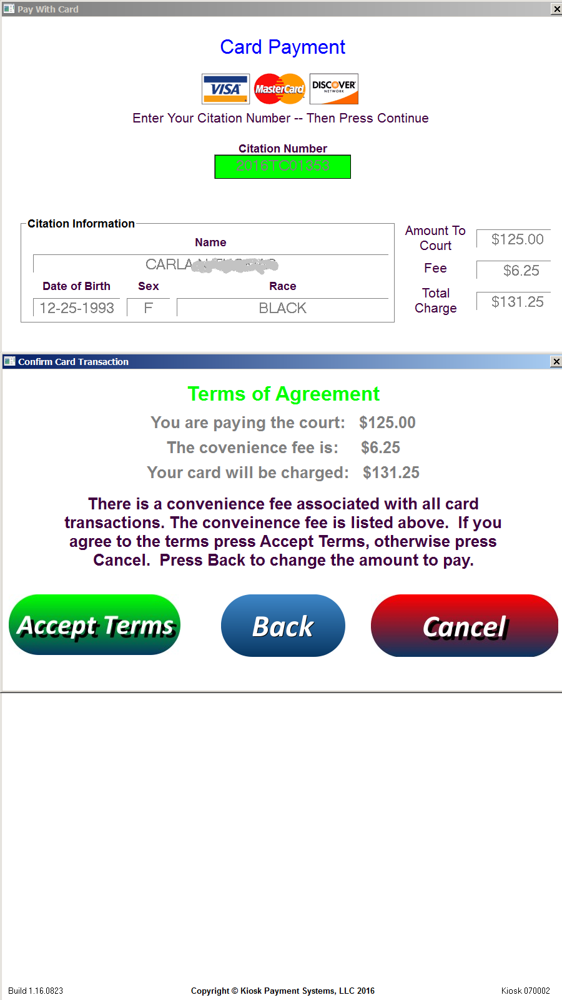 Pay With Card
Card Payment
VISA MasterCard DISCOVER
NETWORK
Enter Your Citation Number -- Then Press Continue
Citation Number
2016TC01353
Citation Information
Name
CARLA
Date of Birth Sex Race
12-25-1993 F BLACK
Amount To
Court
$125.00
Fee $6.25
Total
Charge
$131.25
Confirm Card Transaction
Terms of Agreement
You are paying the court: $125.00
The covenience fee is: $6.25
Your card will be charged: $131.25
There is a convenience fee associated with all card
transactions. The conveinence fee is listed above. If you
agree to the terms press Accept Terms, otherwise press
Cancel. Press Back to change the amount to pay.
Accept Terms Back Cancel
Build 1.16.0823 Copyright © Kiosk Payment Systems, LLC 2016 Kiosk 070002